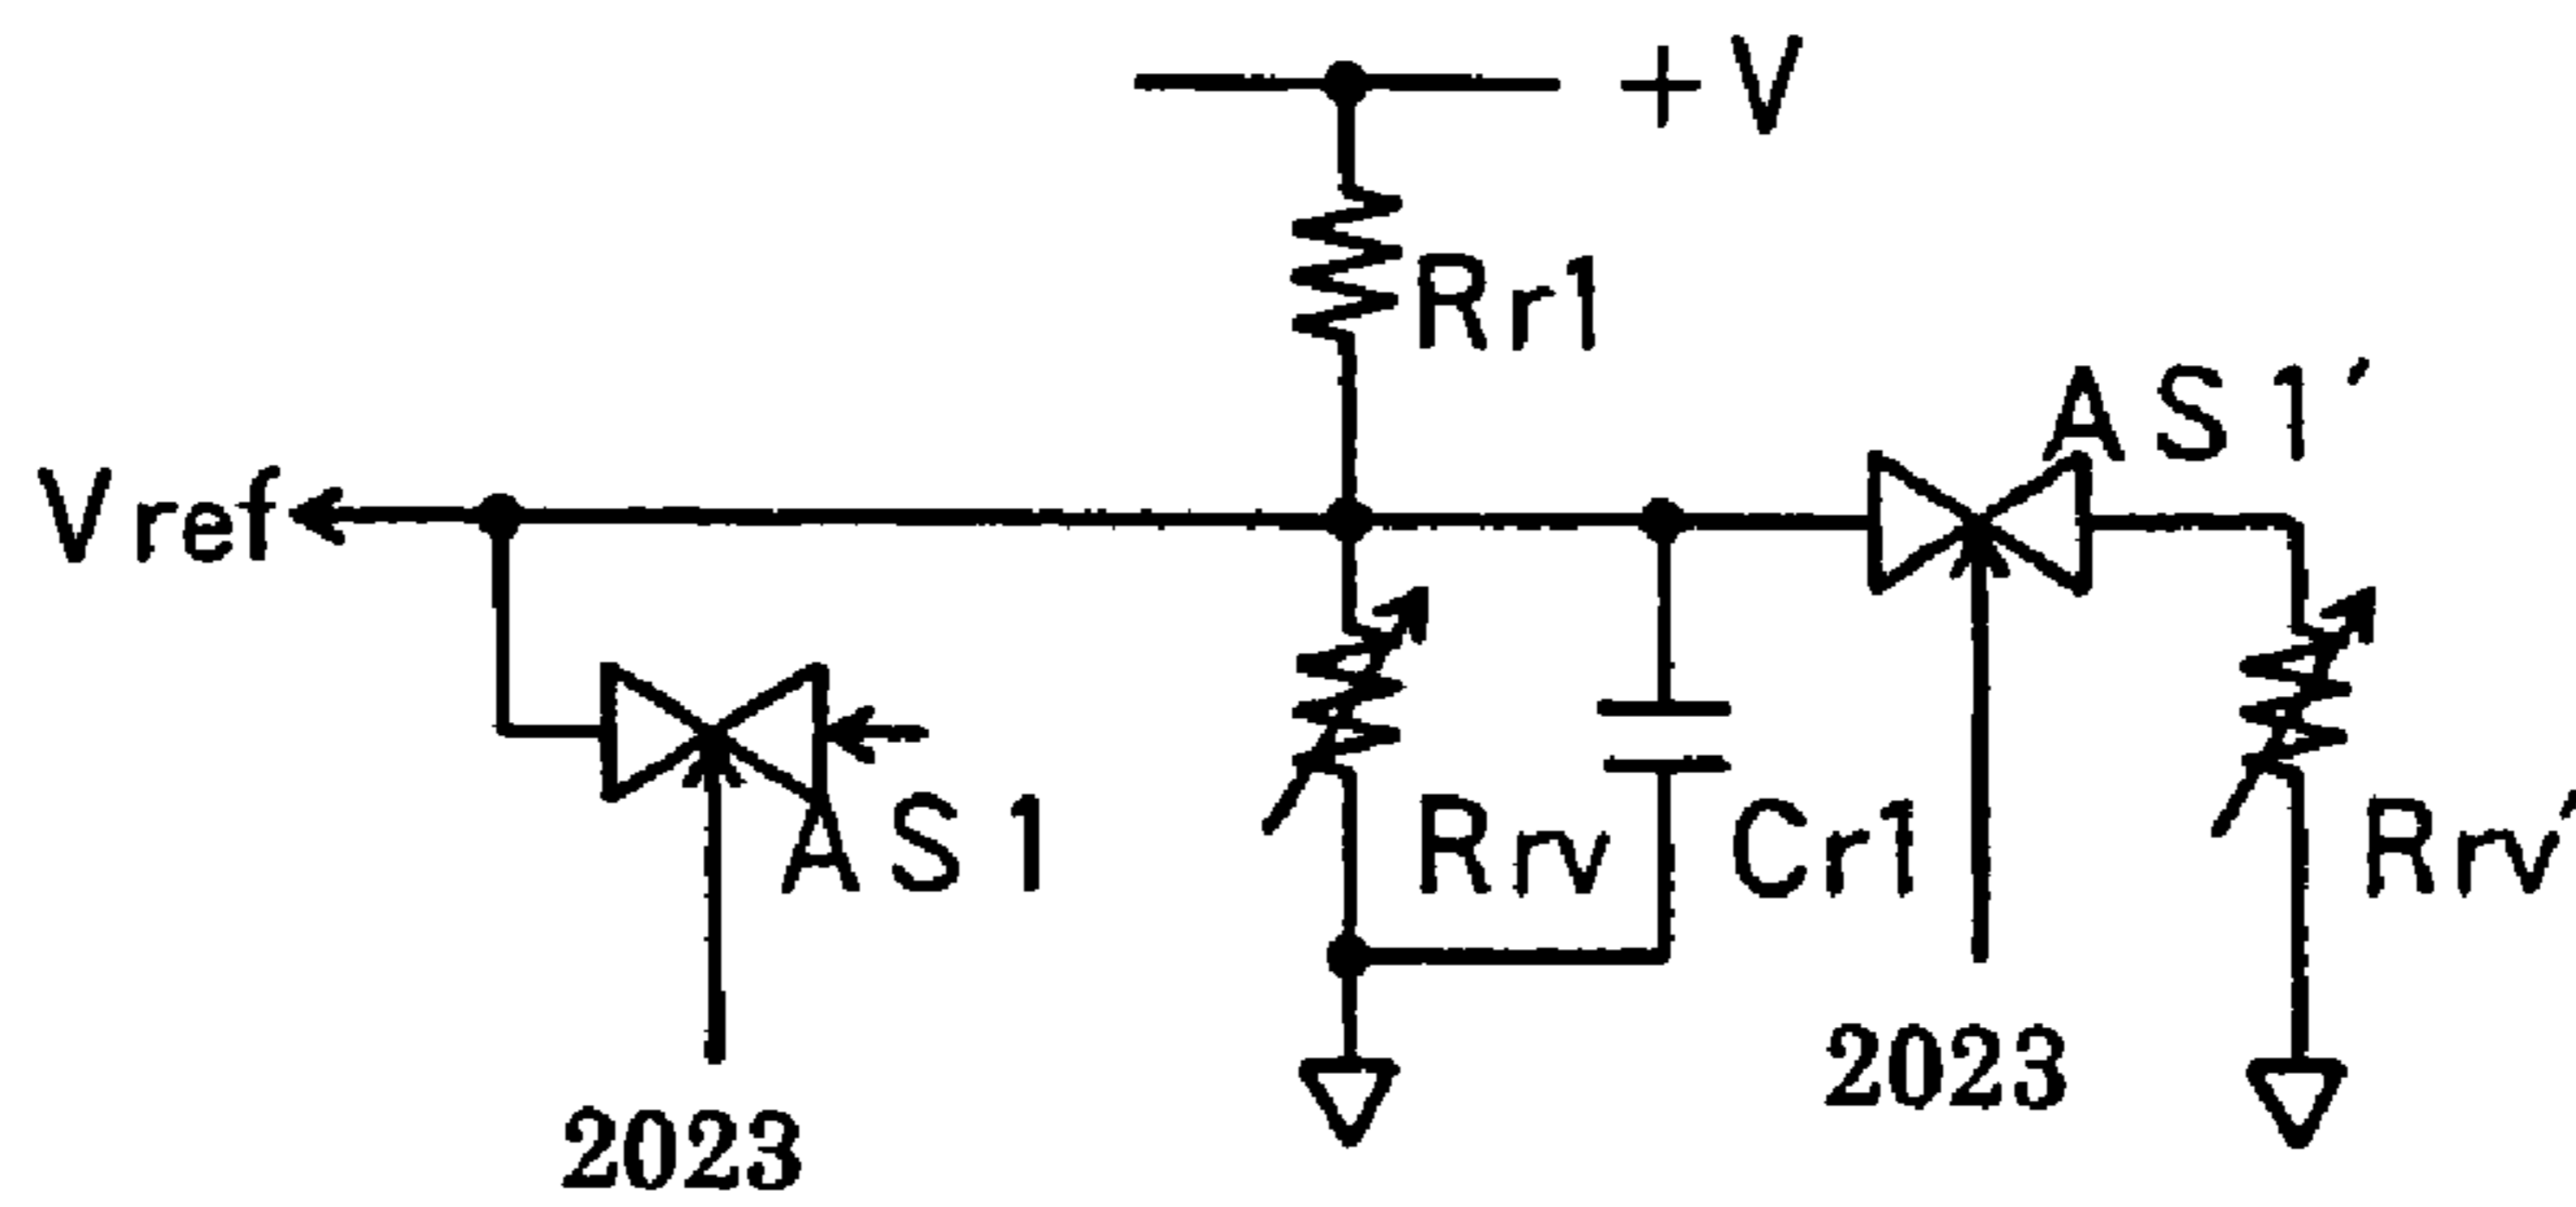 +V
Rr1
AS1′
Vref
AS1
Rrv
Cr1
Rrv′
2023
2023